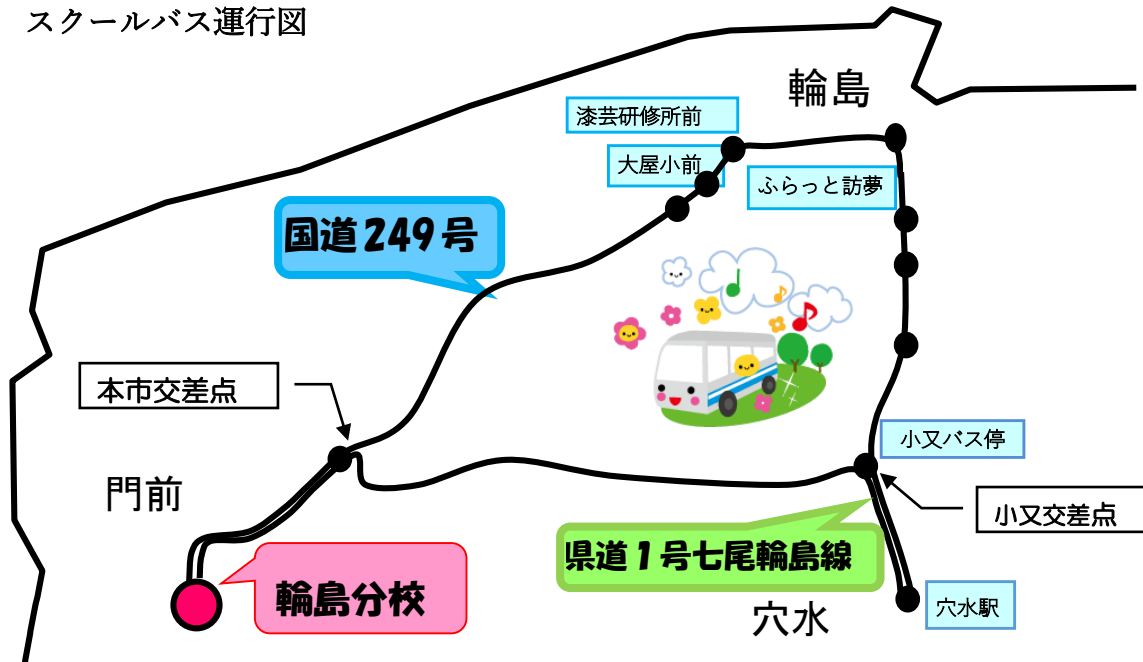 スクールバス運行図
輪島
漆芸研修所前
大屋小前
ふらっと訪夢
国道249号
本市交差点
小又バス停
門前
小又交差点
県道1号七尾輪島線
輪島分校
穴水駅
穴水